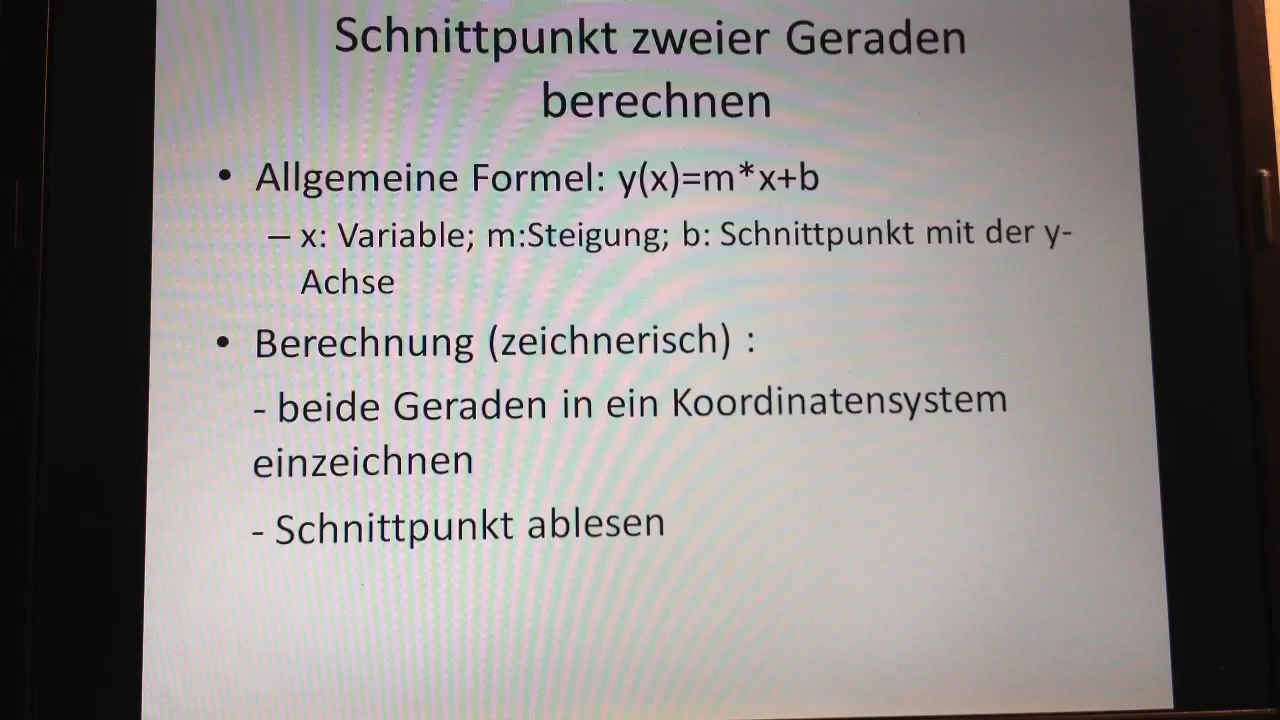 Schnittpunkt zweier Geraden
berechnen
• Allgemeine Formel: y(x)=m*x+b
– x: Variable; m:Steigung; b: Schnittpunkt mit der y-
Achse
• Berechnung (zeichnerisch) :
- beide Geraden in ein Koordinatensystem
einzeichnen
- Schnittpunkt ablesen